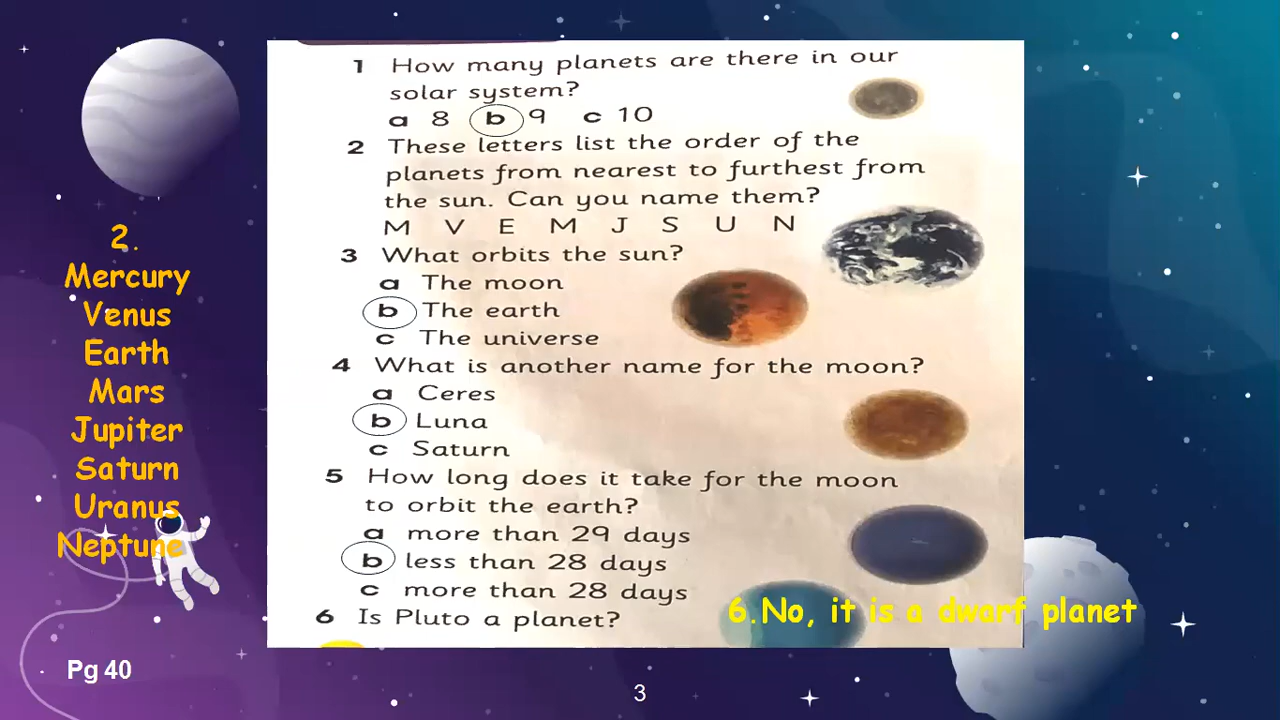 1 How many planets are there in our
solar system?
a 8 b 9 c 10
2 These letters list the order of the
planets from nearest to furthest from
the sun. Can you name them?
M V E M J S U N
3 What orbits the sun?
a The moon
b The earth
c The universe
4 What is another name for the moon?
a Ceres
b Luna
c Saturn
5 How long does it take for the moon
to orbit the earth?
a more than 29 days
b less than 28 days
c more than 28 days
6 Is Pluto a planet?
2.
Mercury
Venus
Earth
Mars
Jupiter
Saturn
Uranus
Neptune
6.No, it is a dwarf planet
Pg 40
3